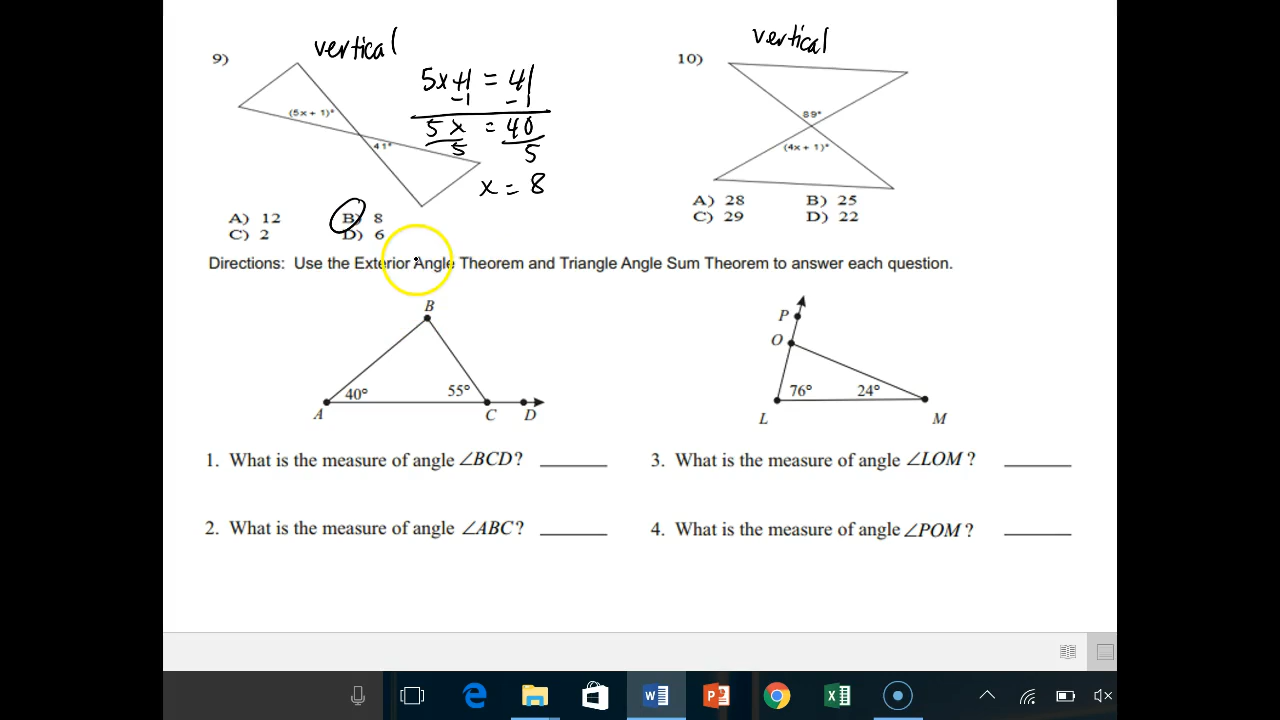 vertical
9)
5x+1 = 41
-1 -1
5x = 40
5 5
x = 8
(5x + 1)°
41°
A) 12 B) 8
C) 2 D) 6
vertical
10)
89°
(4x + 1)°
A) 28 B) 25
C) 29 D) 22
Directions: Use the Exterior Angle Theorem and Triangle Angle Sum Theorem to answer each question.
B
40° 55°
A C D
P
O
76° 24°
L M
1. What is the measure of angle ∠BCD? ______
2. What is the measure of angle ∠ABC? ______
3. What is the measure of angle ∠LOM ? ______
4. What is the measure of angle ∠POM ? ______